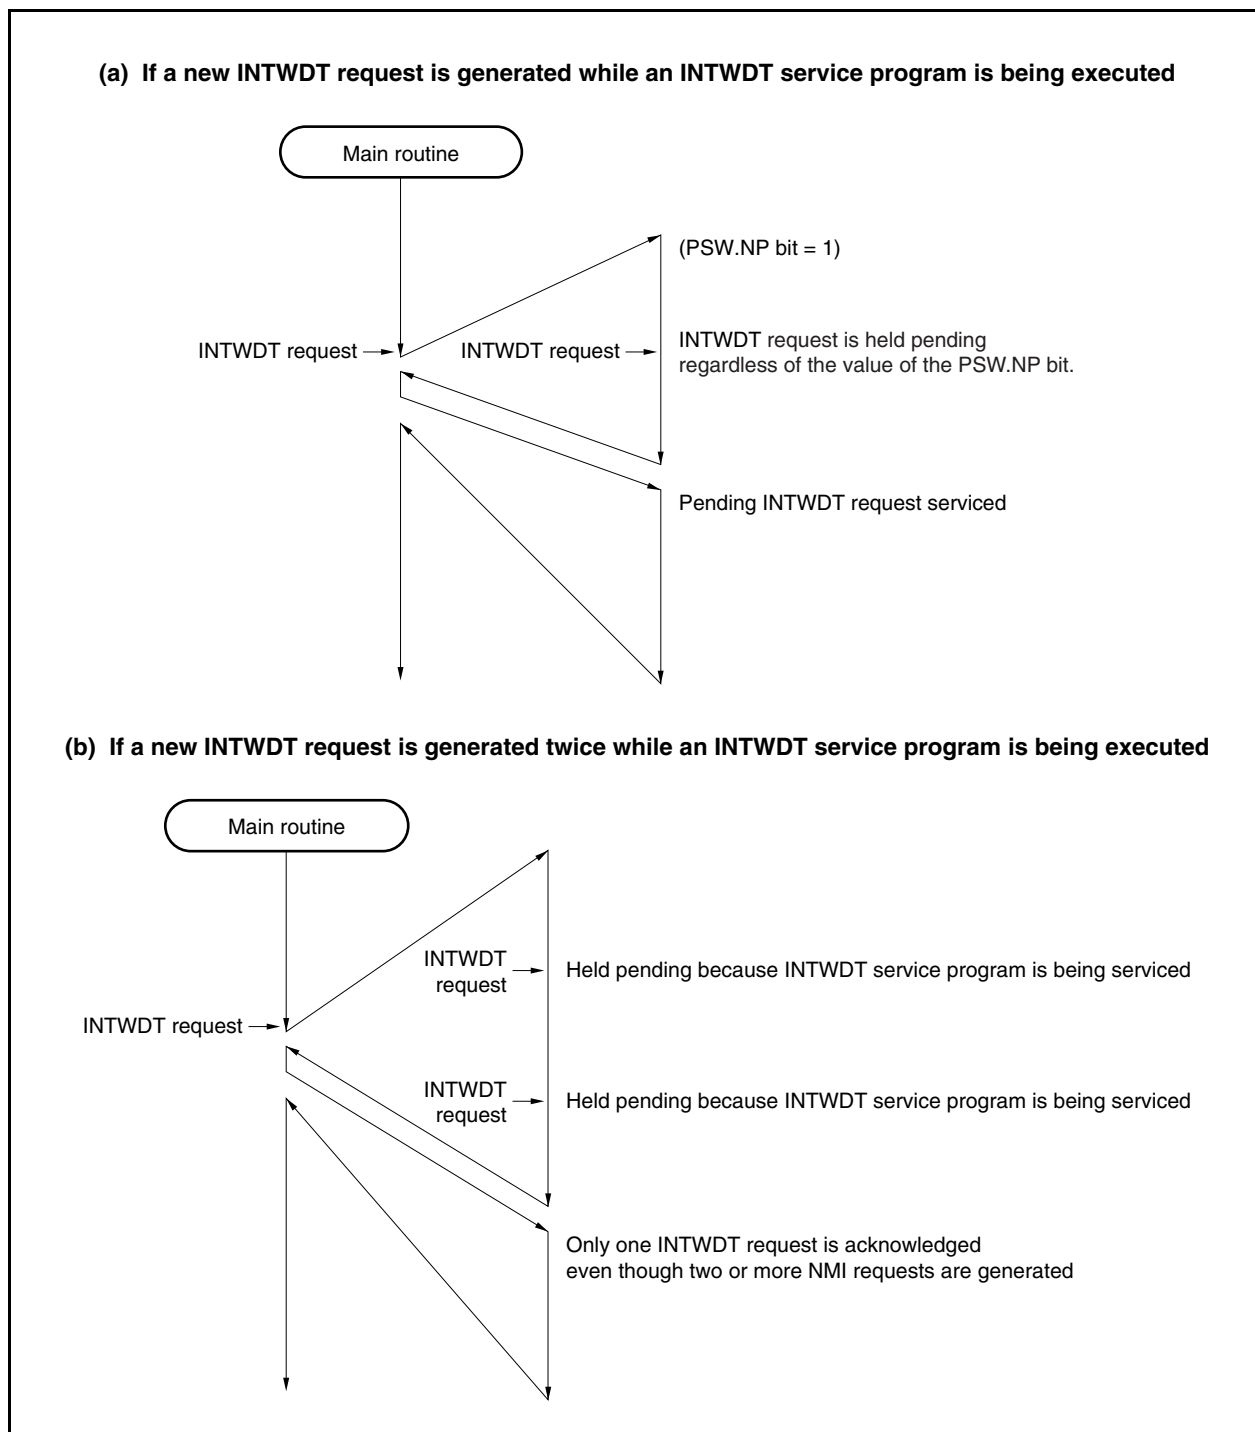 (a) If a new INTWDT request is generated while an INTWDT service program is being executed
Main routine
(PSW.NP bit = 1)
INTWDT request
INTWDT request
INTWDT request is held pending
regardless of the value of the PSW.NP bit.
Pending INTWDT request serviced
(b) If a new INTWDT request is generated twice while an INTWDT service program is being executed
Main routine
INTWDT
request
Held pending because INTWDT service program is being serviced
INTWDT request
INTWDT
request
Held pending because INTWDT service program is being serviced
Only one INTWDT request is acknowledged
even though two or more NMI requests are generated